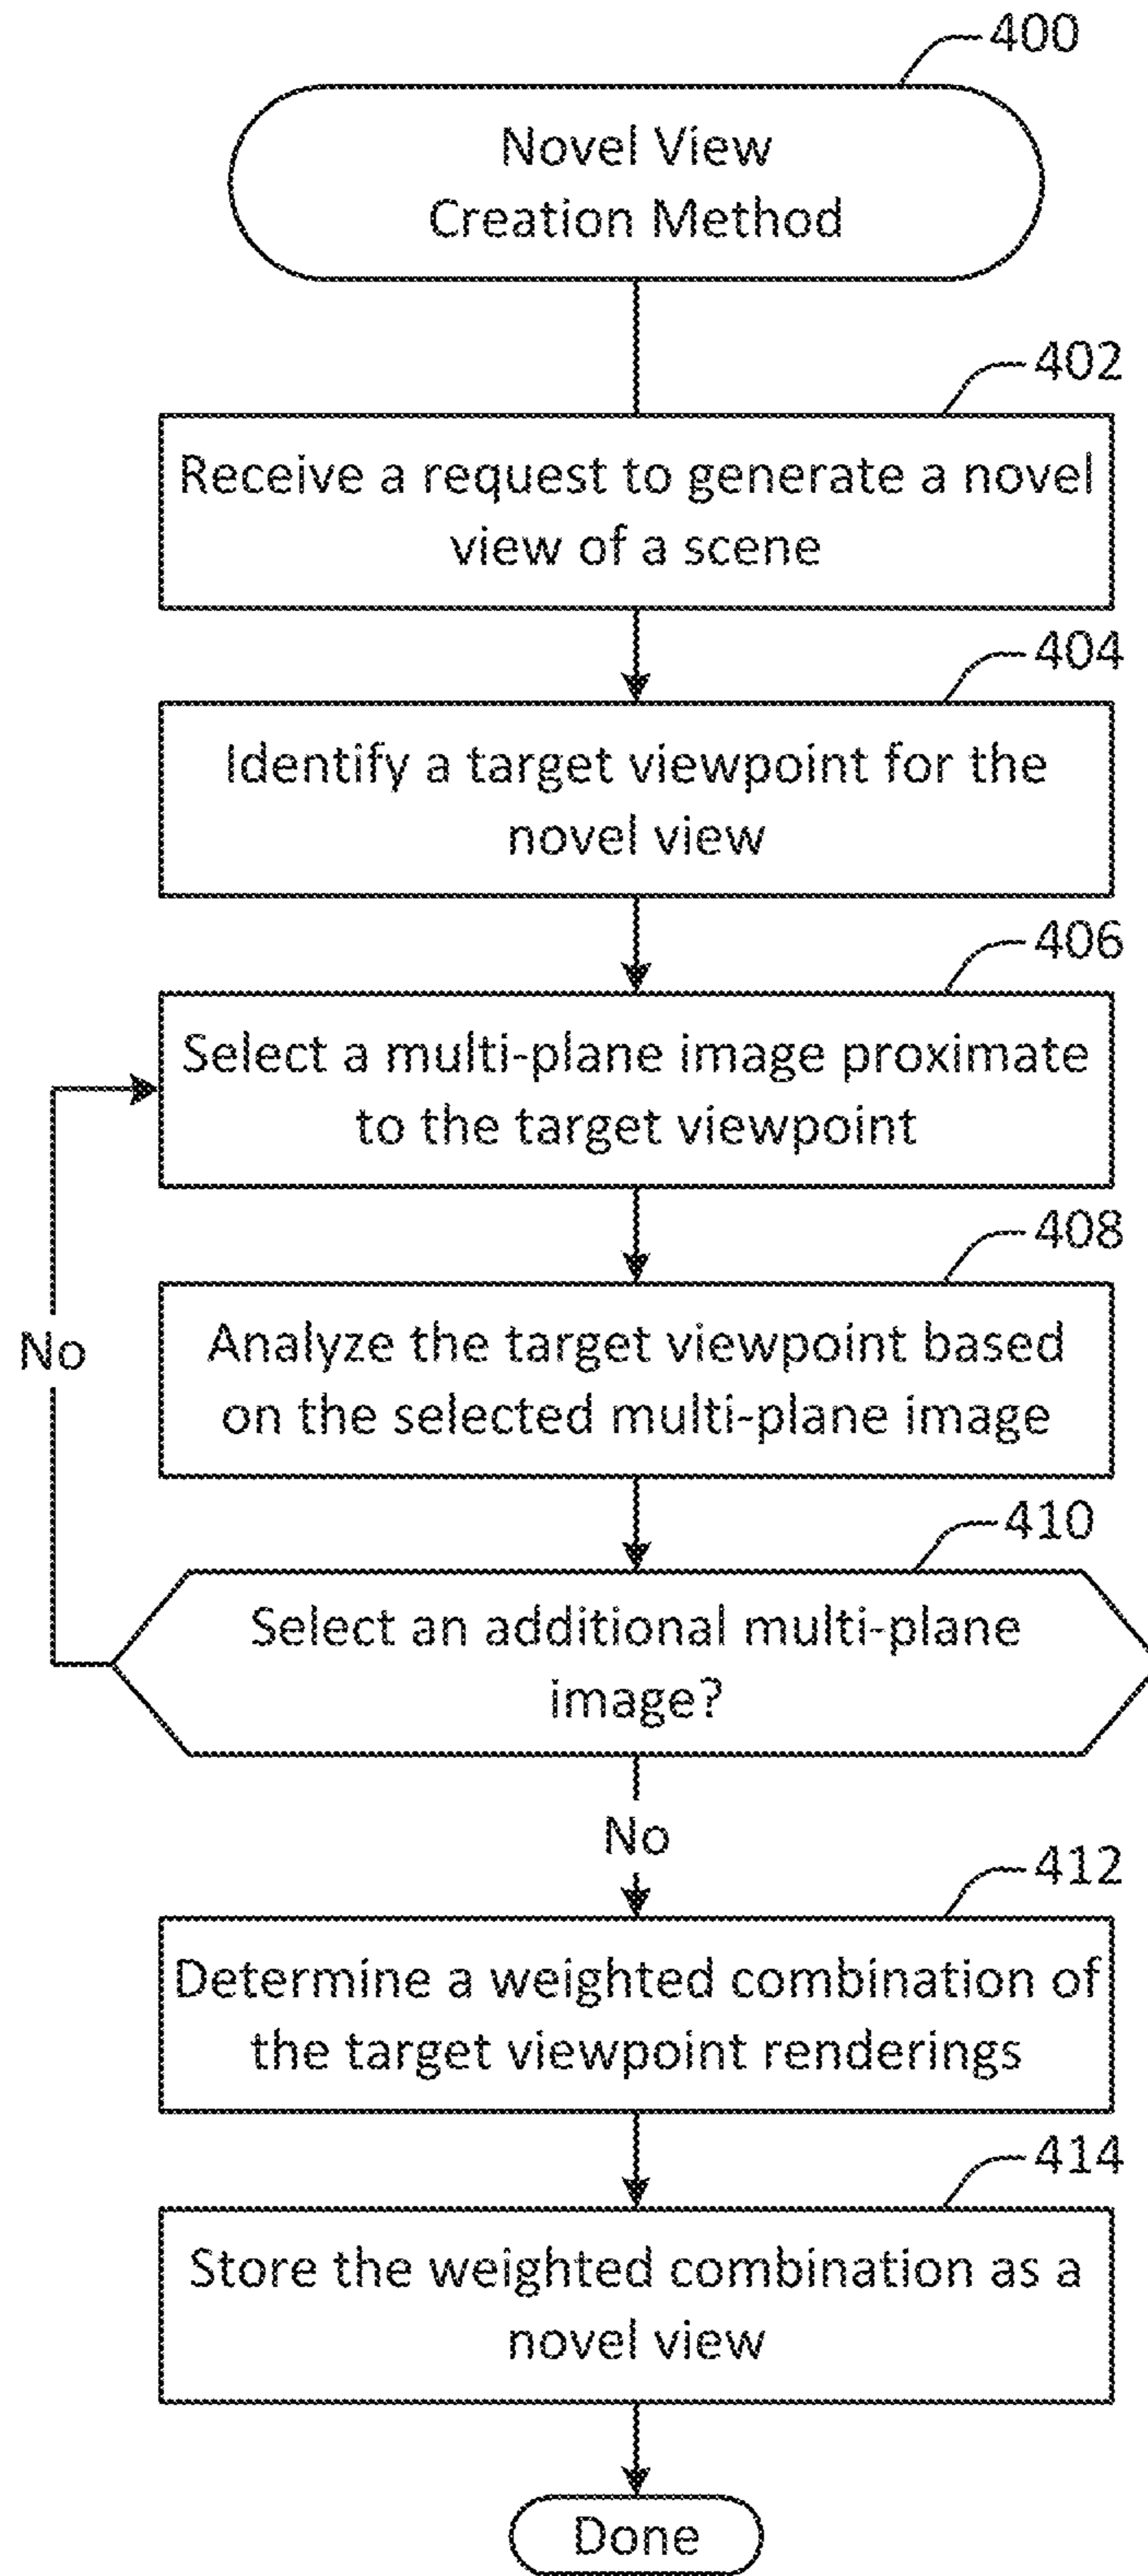 400
Novel View
Creation Method
402
Receive a request to generate a novel
view of a scene
404
Identify a target viewpoint for the
novel view
406
Select a multi-plane image proximate
to the target viewpoint
408
Analyze the target viewpoint based
on the selected multi-plane image
No
410
Select an additional multi-plane
image?
No
412
Determine a weighted combination of
the target viewpoint renderings
414
Store the weighted combination as a
novel view
Done